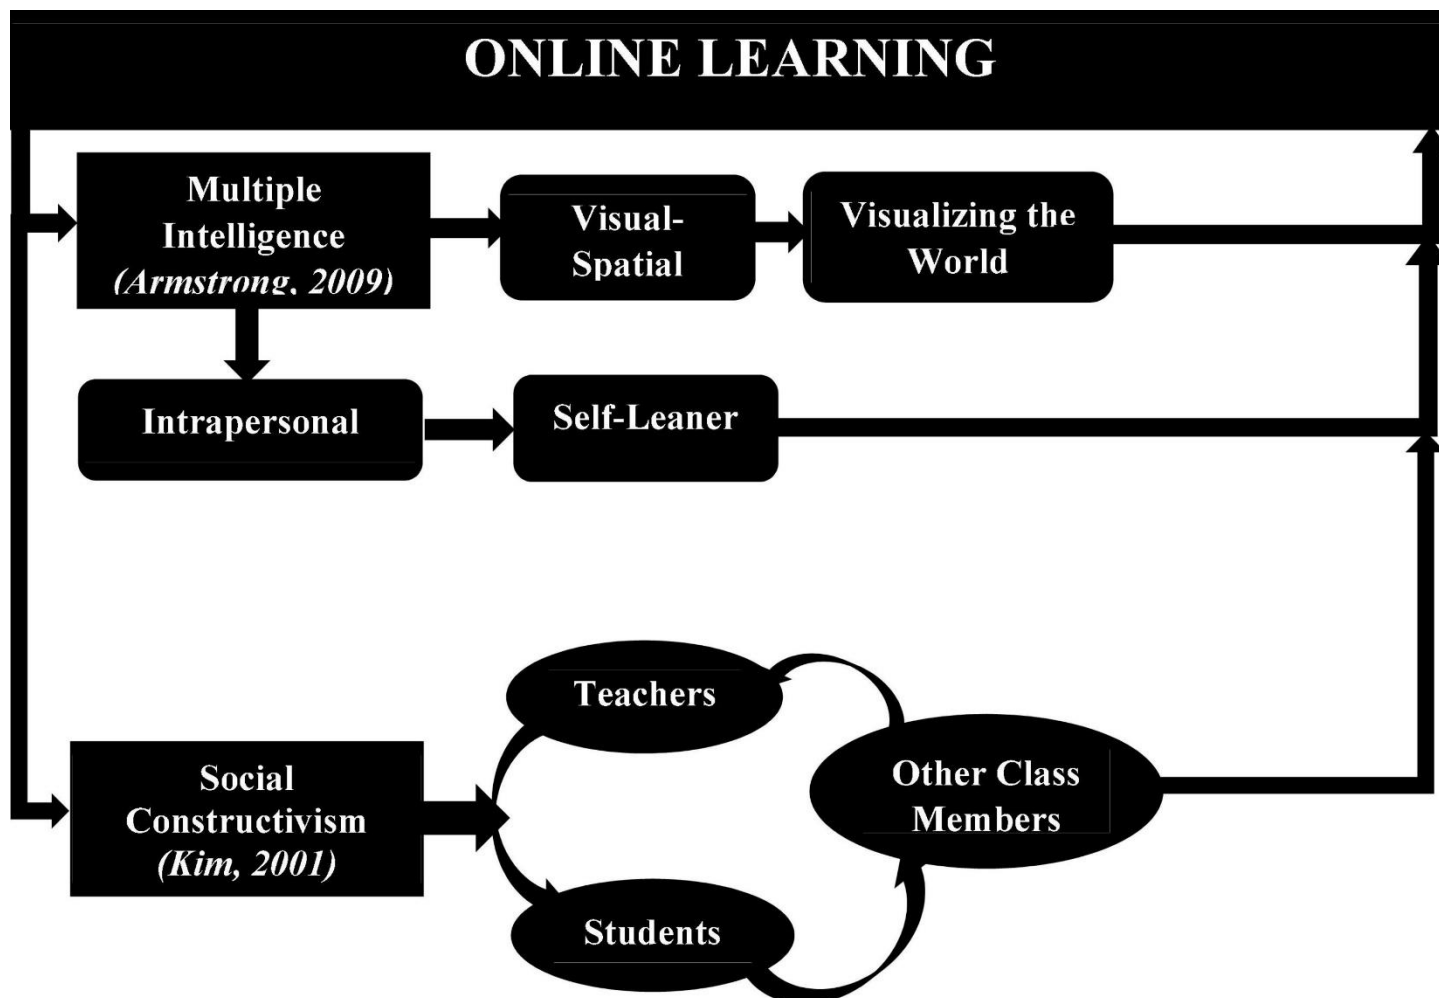 ONLINE LEARNING
Multiple
Intelligence
(Armstrong, 2009)
Visual-
Spatial
Visualizing the
World
Intrapersonal
Self-Leaner
Teachers
Other Class
Members
Social
Constructivism
(Kim, 2001)
Students